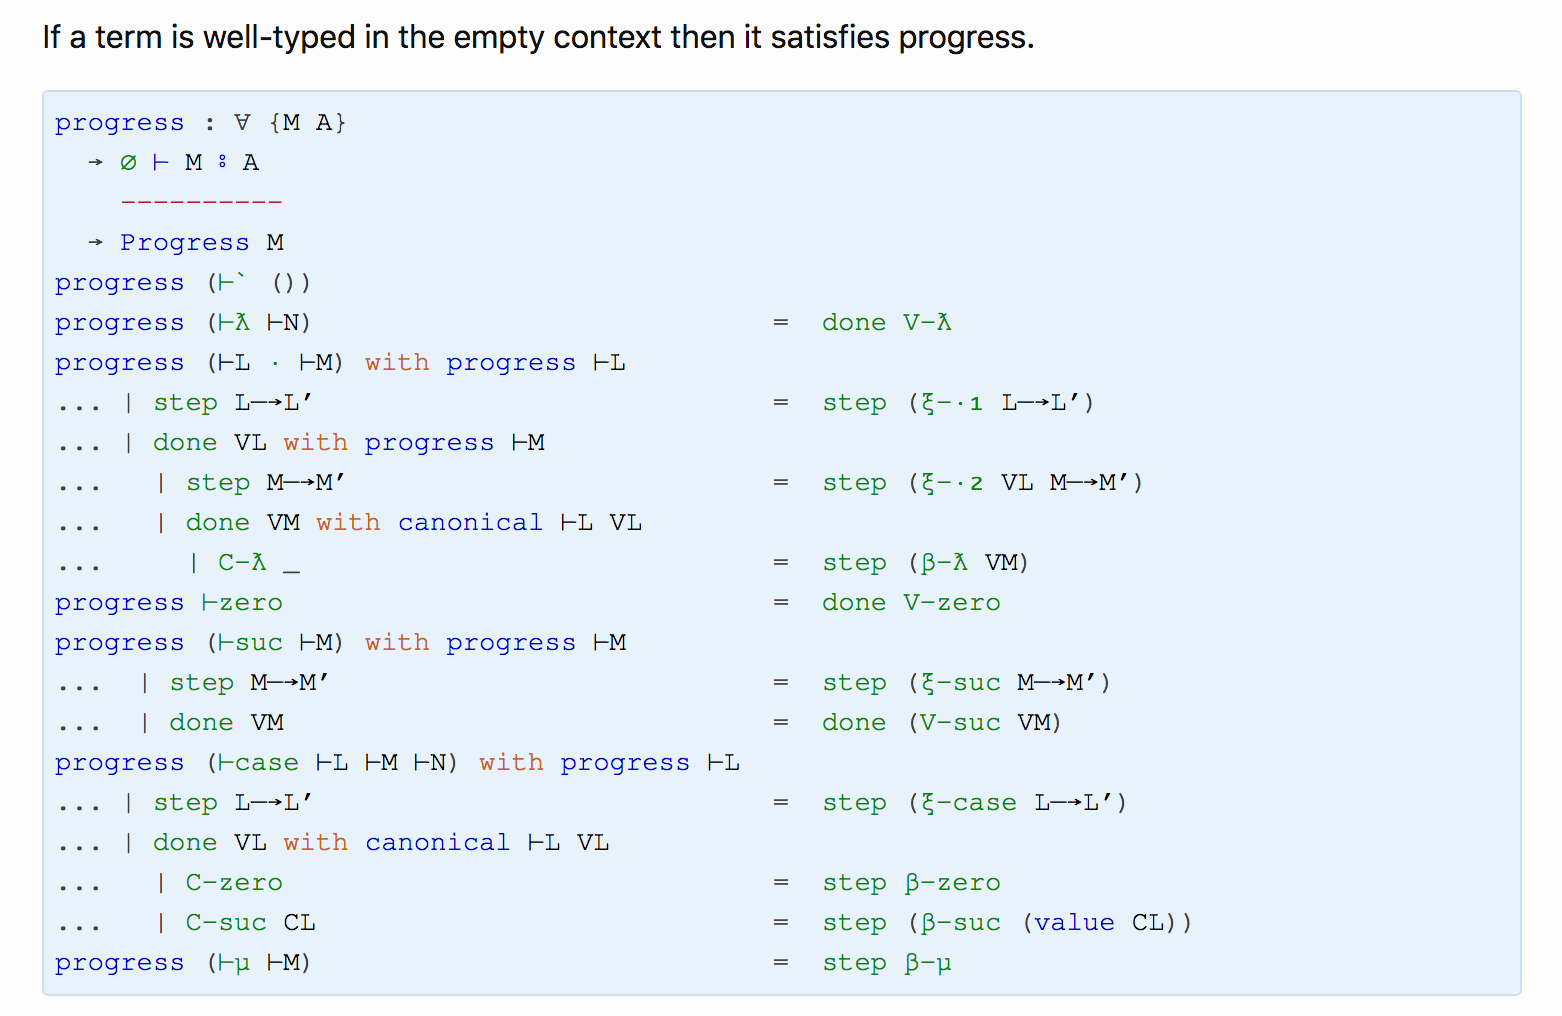 If a term is well-typed in the empty context then it satisfies progress.
progress : ∀ {M A}
  → ∅ ⊢ M ⦂ A
    ----------
  → Progress M
progress (⊢` ())
progress (⊢ƛ ⊢N)                            =  done V-ƛ
progress (⊢L · ⊢M) with progress ⊢L
... | step L—→L′                            =  step (ξ-·₁ L—→L′)
... | done VL with progress ⊢M
...   | step M—→M′                          =  step (ξ-·₂ VL M—→M′)
...   | done VM with canonical ⊢L VL
...     | C-ƛ _                             =  step (β-ƛ VM)
progress ⊢zero                              =  done V-zero
progress (⊢suc ⊢M) with progress ⊢M
...  | step M—→M′                           =  step (ξ-suc M—→M′)
...  | done VM                              =  done (V-suc VM)
progress (⊢case ⊢L ⊢M ⊢N) with progress ⊢L
... | step L—→L′                            =  step (ξ-case L—→L′)
... | done VL with canonical ⊢L VL
...   | C-zero                              =  step β-zero
...   | C-suc CL                            =  step (β-suc (value CL))
progress (⊢μ ⊢M)                            =  step β-μ